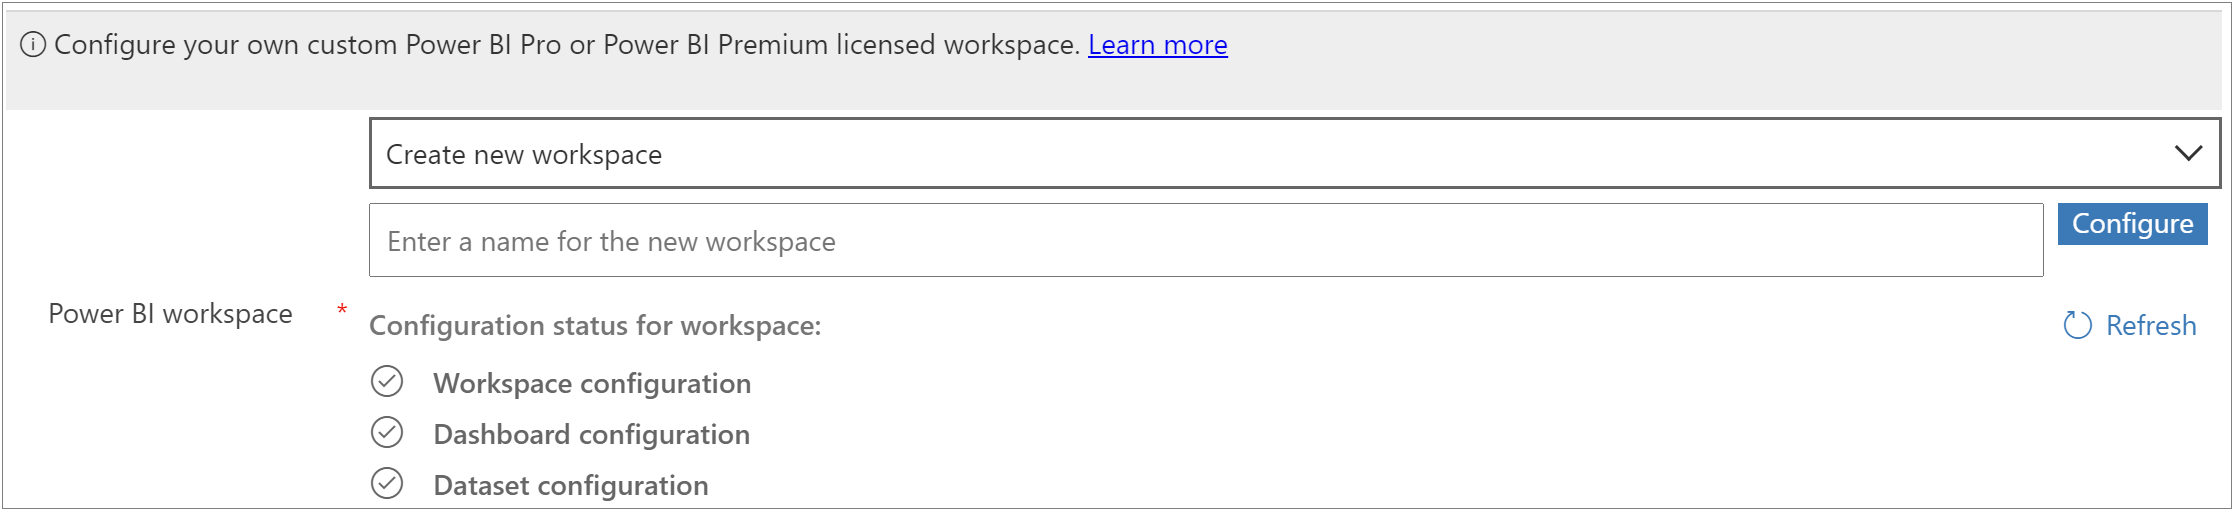 Configure your own custom Power BI Pro or Power BI Premium licensed workspace. Learn more
Create new workspace
Enter a name for the new workspace
Configure
Power BI workspace *
Configuration status for workspace:
Refresh
Workspace configuration
Dashboard configuration
Dataset configuration